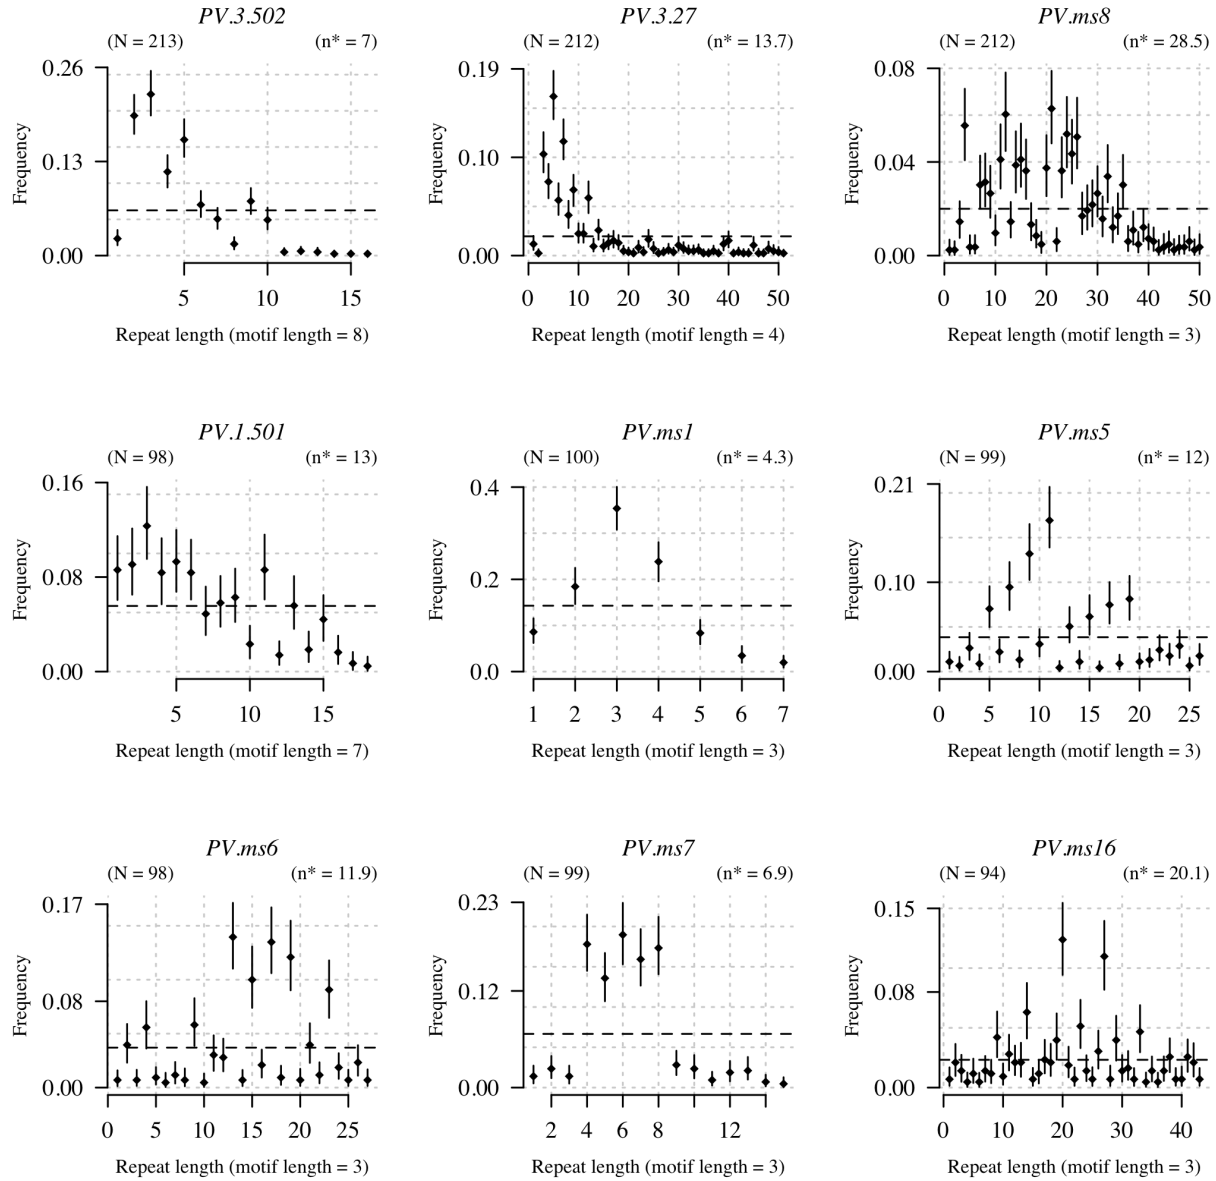 PV.3.502
(N = 213) (n* = 7)
Frequency
0.26
0.13
0.00
5 10 15
Repeat length (motif length = 8)
PV.3.27
(N = 212) (n* = 13.7)
Frequency
0.19
0.10
0.00
0 10 20 30 40 50
Repeat length (motif length = 4)
PV.ms8
(N = 212) (n* = 28.5)
Frequency
0.08
0.04
0.00
0 10 20 30 40 50
Repeat length (motif length = 3)
PV.1.501
(N = 98) (n* = 13)
Frequency
0.16
0.08
0.00
5 10 15
Repeat length (motif length = 7)
PV.ms1
(N = 100) (n* = 4.3)
Frequency
0.4
0.2
0.0
1 2 3 4 5 6 7
Repeat length (motif length = 3)
PV.ms5
(N = 99) (n* = 12)
Frequency
0.21
0.10
0.00
0 5 10 15 20 25
Repeat length (motif length = 3)
PV.ms6
(N = 98) (n* = 11.9)
Frequency
0.17
0.08
0.00
0 5 10 15 20 25
Repeat length (motif length = 3)
PV.ms7
(N = 99) (n* = 6.9)
Frequency
0.23
0.12
0.00
2 4 6 8 12
Repeat length (motif length = 3)
PV.ms16
(N = 94) (n* = 20.1)
Frequency
0.15
0.08
0.00
0 10 20 30 40
Repeat length (motif length = 3)